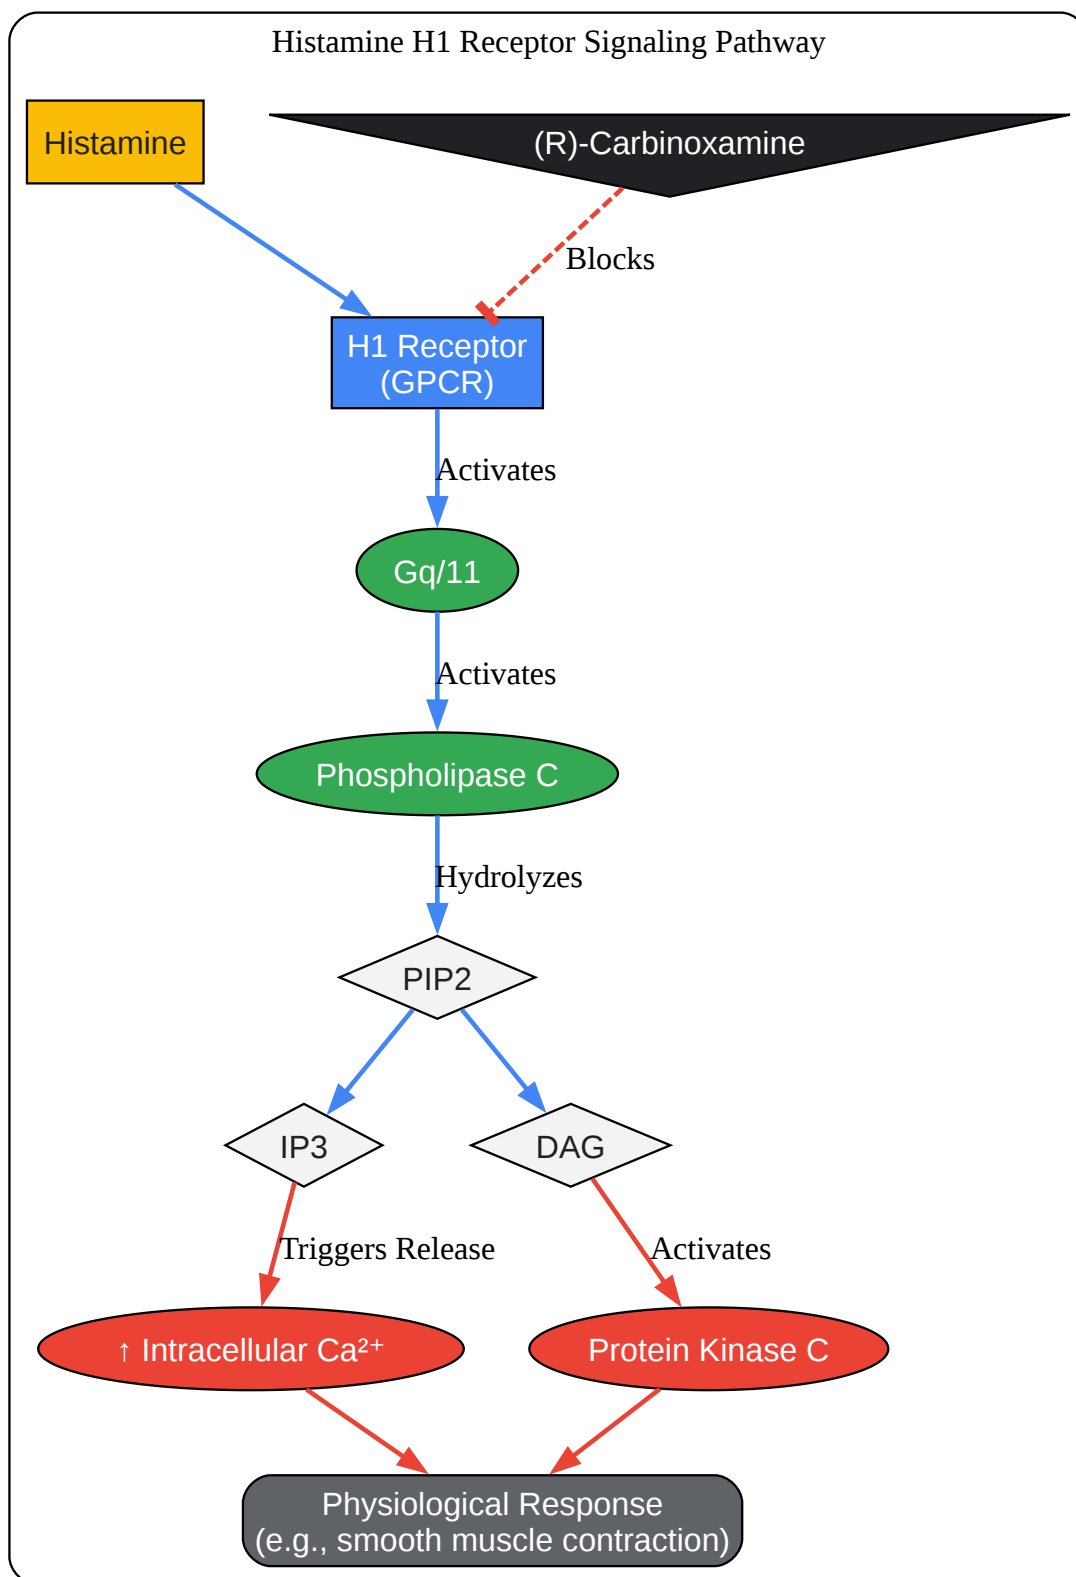 Histamine H1 Receptor Signaling Pathway
Histamine
(R)-Carbinoxamine
Blocks
H1 Receptor
(GPCR)
Activates
Gq/11
Activates
Phospholipase C
Hydrolyzes
PIP2
IP3
DAG
Triggers Release
Activates
↑ Intracellular Ca²⁺
Protein Kinase C
Physiological Response
(e.g., smooth muscle contraction)